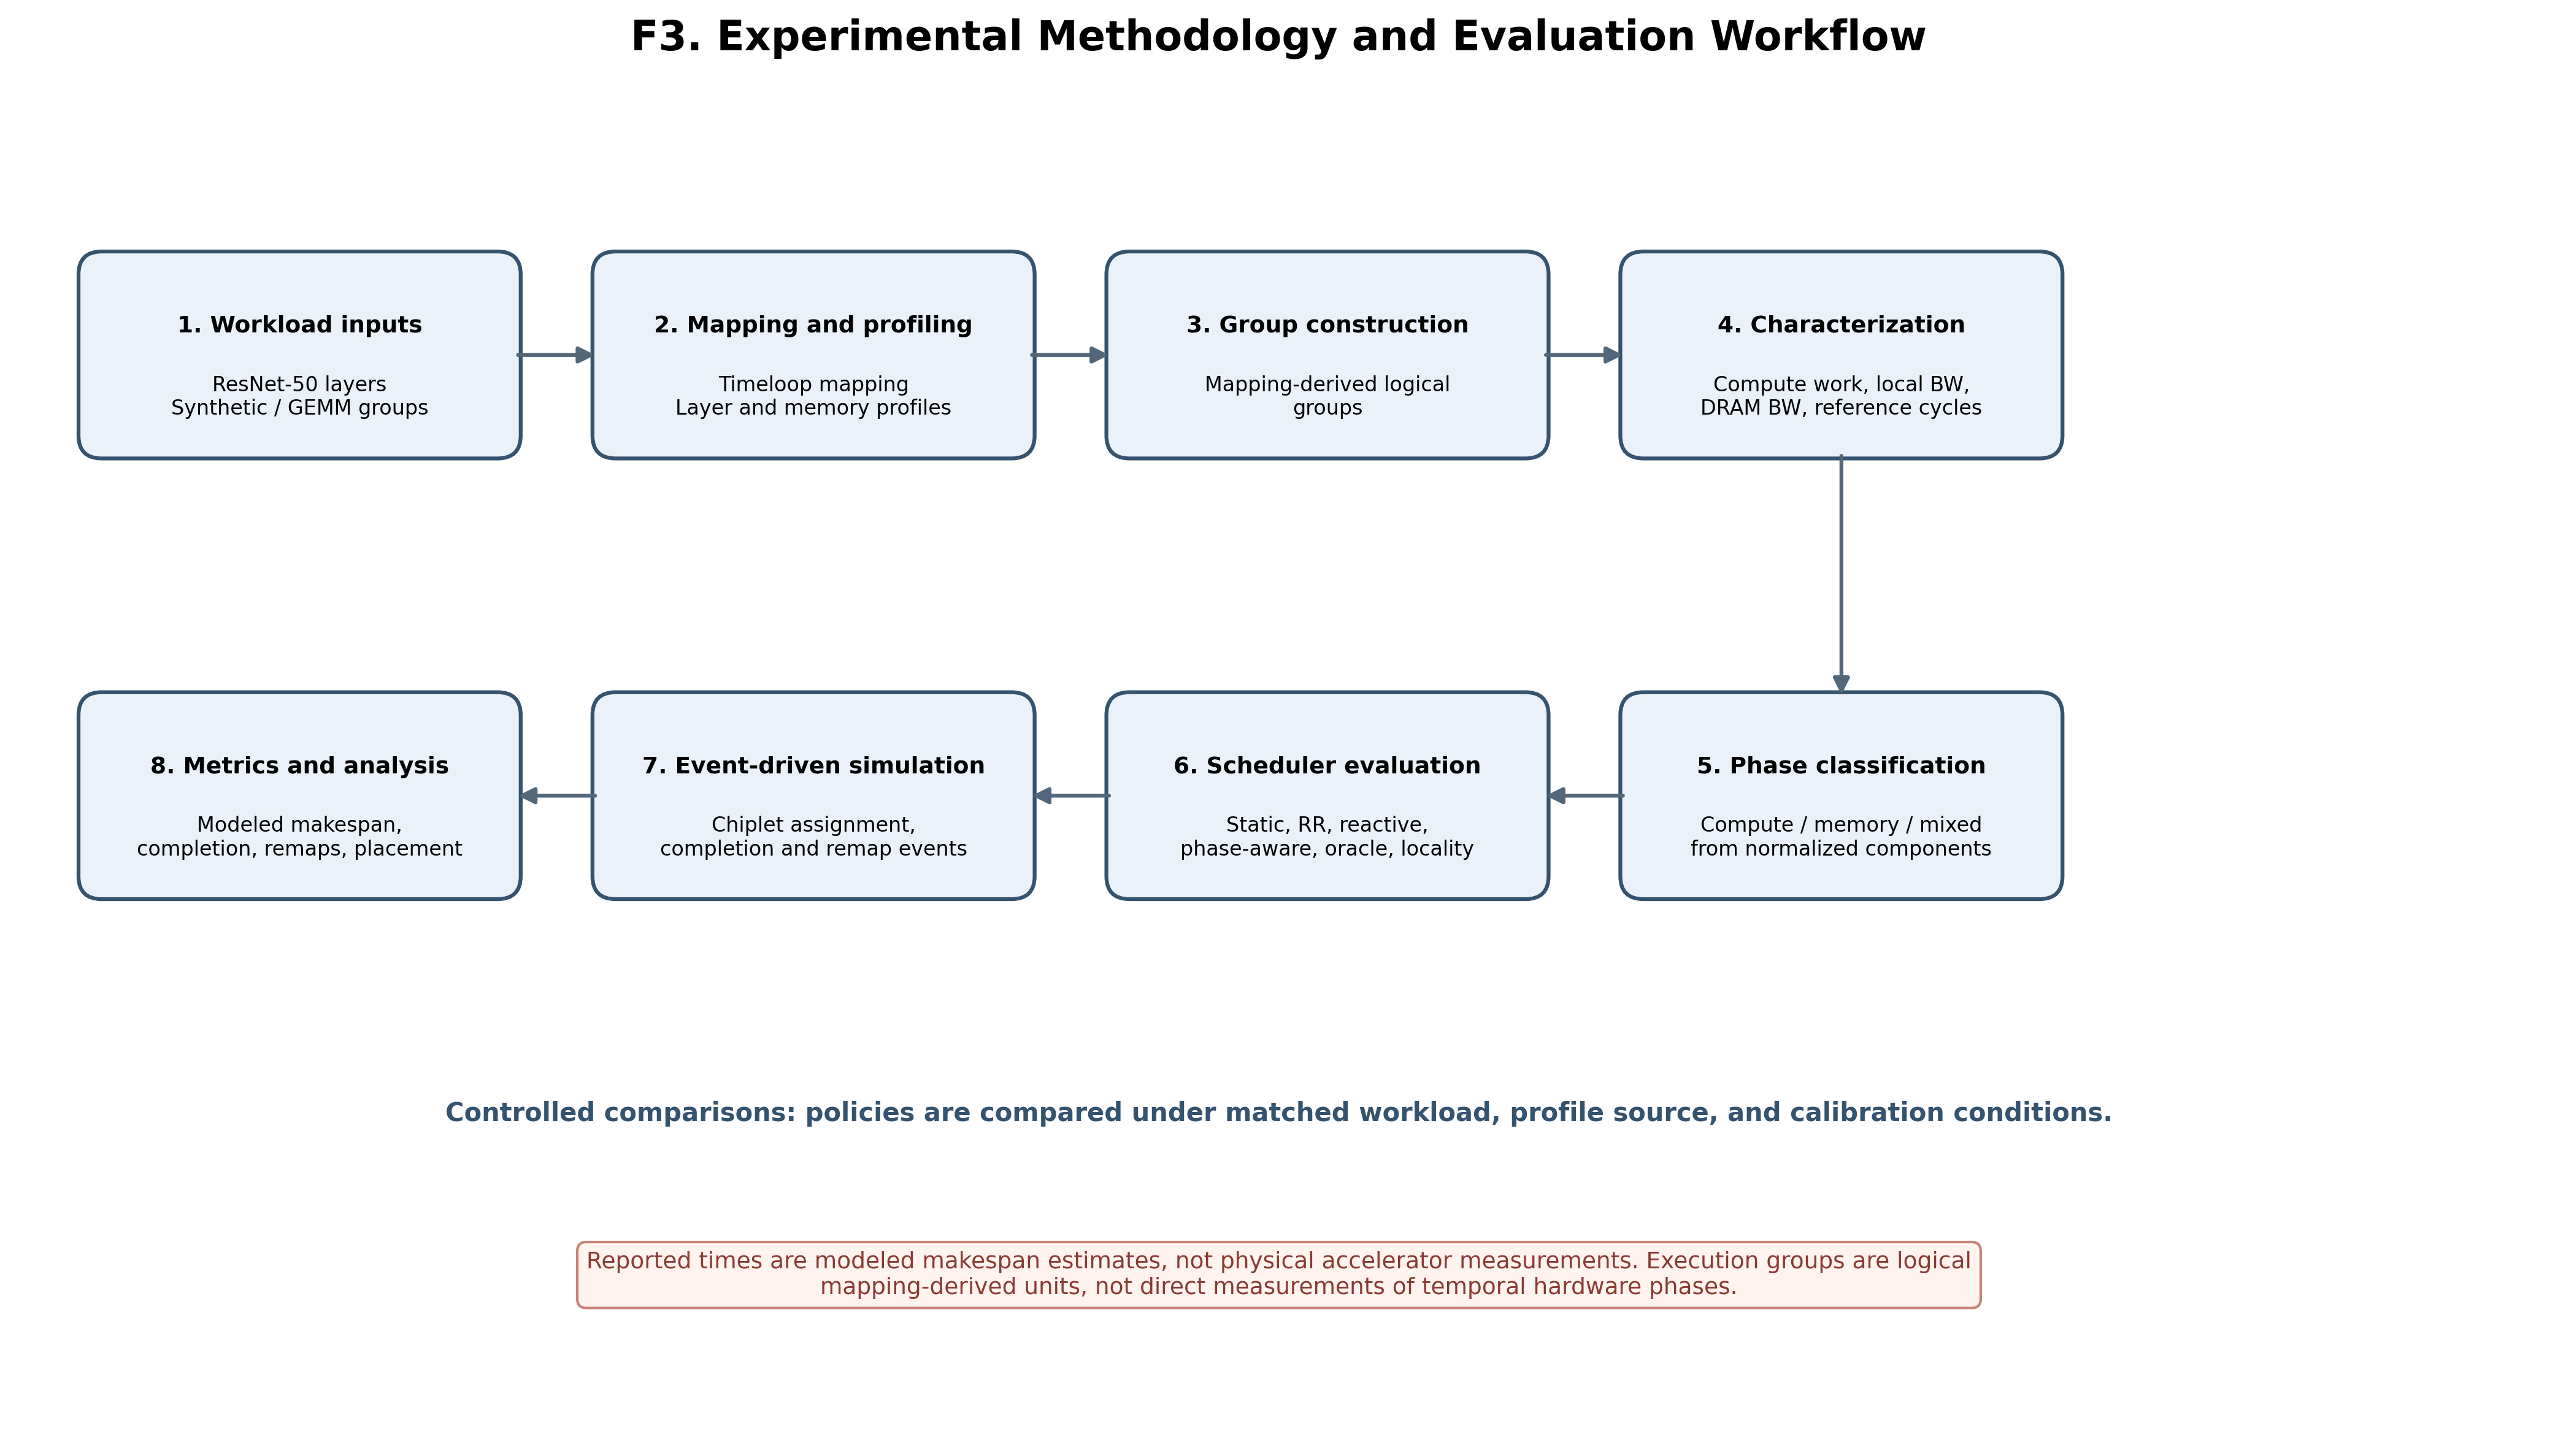 F3. Experimental Methodology and Evaluation Workflow
1. Workload inputs
ResNet-50 layers
Synthetic / GEMM groups
2. Mapping and profiling
Timeloop mapping
Layer and memory profiles
3. Group construction
Mapping-derived logical
groups
4. Characterization
Compute work, local BW,
DRAM BW, reference cycles
5. Phase classification
Compute / memory / mixed
from normalized components
6. Scheduler evaluation
Static, RR, reactive,
phase-aware, oracle, locality
7. Event-driven simulation
Chiplet assignment,
completion and remap events
8. Metrics and analysis
Modeled makespan,
completion, remaps, placement
Controlled comparisons: policies are compared under matched workload, profile source, and calibration conditions.
Reported times are modeled makespan estimates, not physical accelerator measurements. Execution groups are logical
mapping-derived units, not direct measurements of temporal hardware phases.